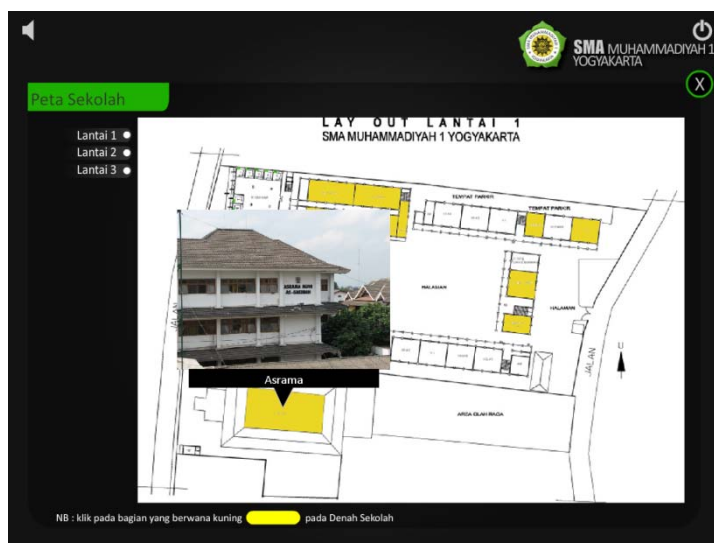 SMA MUHAMMADIYAH 1
YOGYAKARTA
X
Peta Sekolah
Lantai 1
Lantai 2
Lantai 3
LAY OUT LANTAI 1
SMA MUHAMMADIYAH 1 YOGYAKARTA
TEMPAT PARKIR
TEMPAT PARKIR
HALAMAN
HALAMAN
JALAN
JALAN
U
Asrama
AREA OLAH RAGA
NB : klik pada bagian yang berwana kuning pada Denah Sekolah